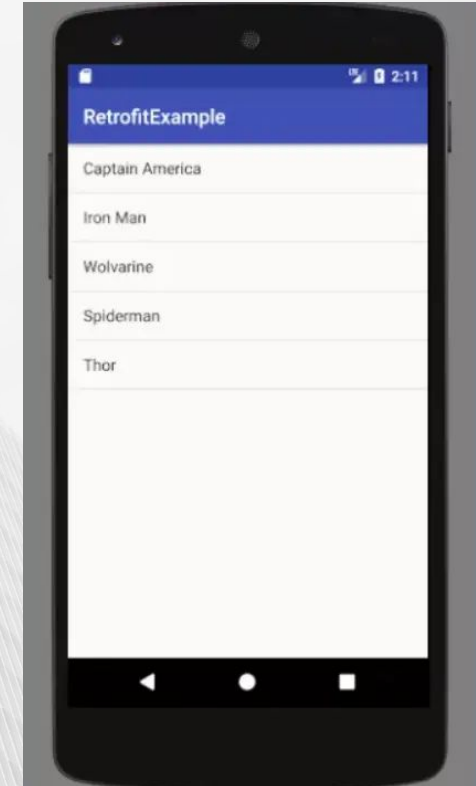 2:11
RetrofitExample
Captain America
Iron Man
Wolvarine
Spiderman
Thor